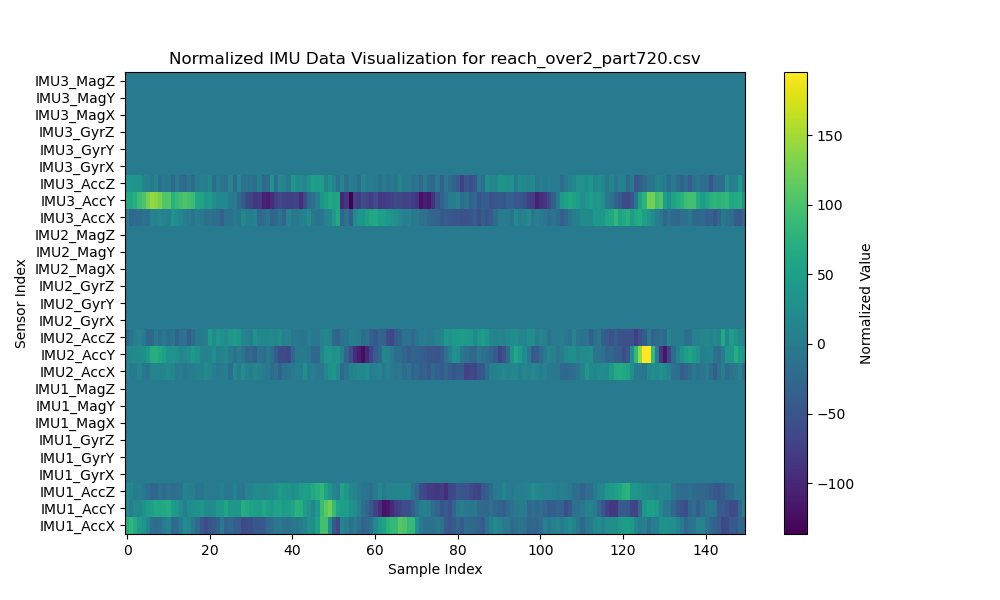 Normalized IMU Data Visualization for reach_over2_part720.csv
IMU3_MagZ
IMU3_MagY
IMU3_MagX
IMU3_GyrZ
IMU3_GyrY
IMU3_GyrX
IMU3_AccZ
IMU3_AccY
IMU3_AccX
IMU2_MagZ
IMU2_MagY
IMU2_MagX
IMU2_GyrZ
IMU2_GyrY
IMU2_GyrX
IMU2_AccZ
IMU2_AccY
IMU2_AccX
IMU1_MagZ
IMU1_MagY
IMU1_MagX
IMU1_GyrZ
IMU1_GyrY
IMU1_GyrX
IMU1_AccZ
IMU1_AccY
IMU1_AccX
Sensor Index
0 20 40 60 80 100 120 140
Sample Index
150
100
50
0
−50
−100
Normalized Value